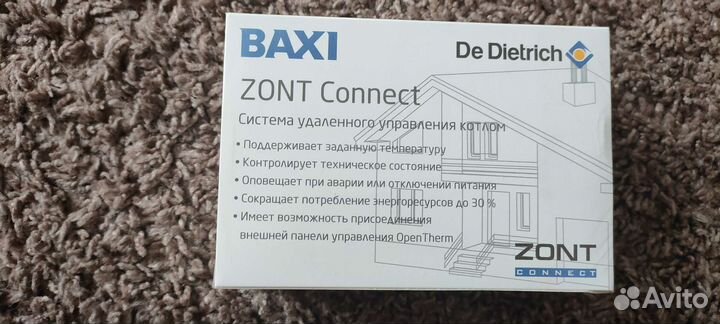 BAXI
De Dietrich
ZONT Connect
Система удаленного управления котлом
• Поддерживает заданную температуру
• Контролирует техническое состояние
• Оповещает при аварии или отключении питания
• Сокращает потребление энергоресурсов до 30 %
• Имеет возможность присоединения
внешней панели управления OpenTherm
ZONT
CONNECT
Avito